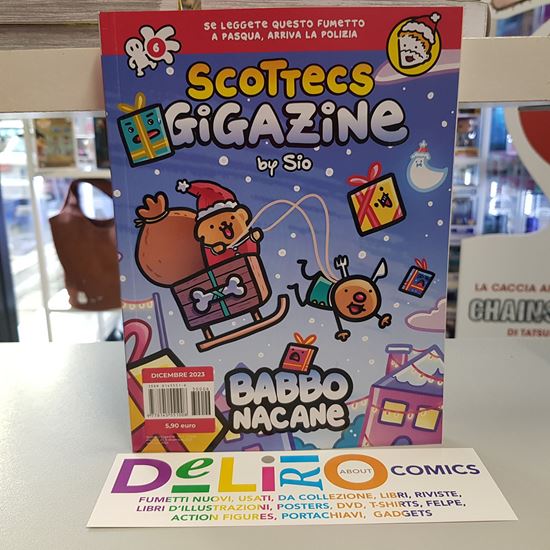 SE LEGGETE QUESTO FUMETTO
A PASQUA, ARRIVA LA POLIZIA
6
SCOTTECS
GIGAZINE
by Sio
LA CACCIA A
CHAINS
DI TATSU
DICEMBRE 2023
5,90 euro
BABBO
NACANE
DELIRIO ABOUT COMICS
FUMETTI NUOVI, USATI, DA COLLEZIONE, LIBRI, RIVISTE,
LIBRI D'ILLUSTRAZIONI, POSTERS, DVD, T-SHIRTS, FELPE,
ACTION FIGURES, PORTACHIAVI, GADGETS